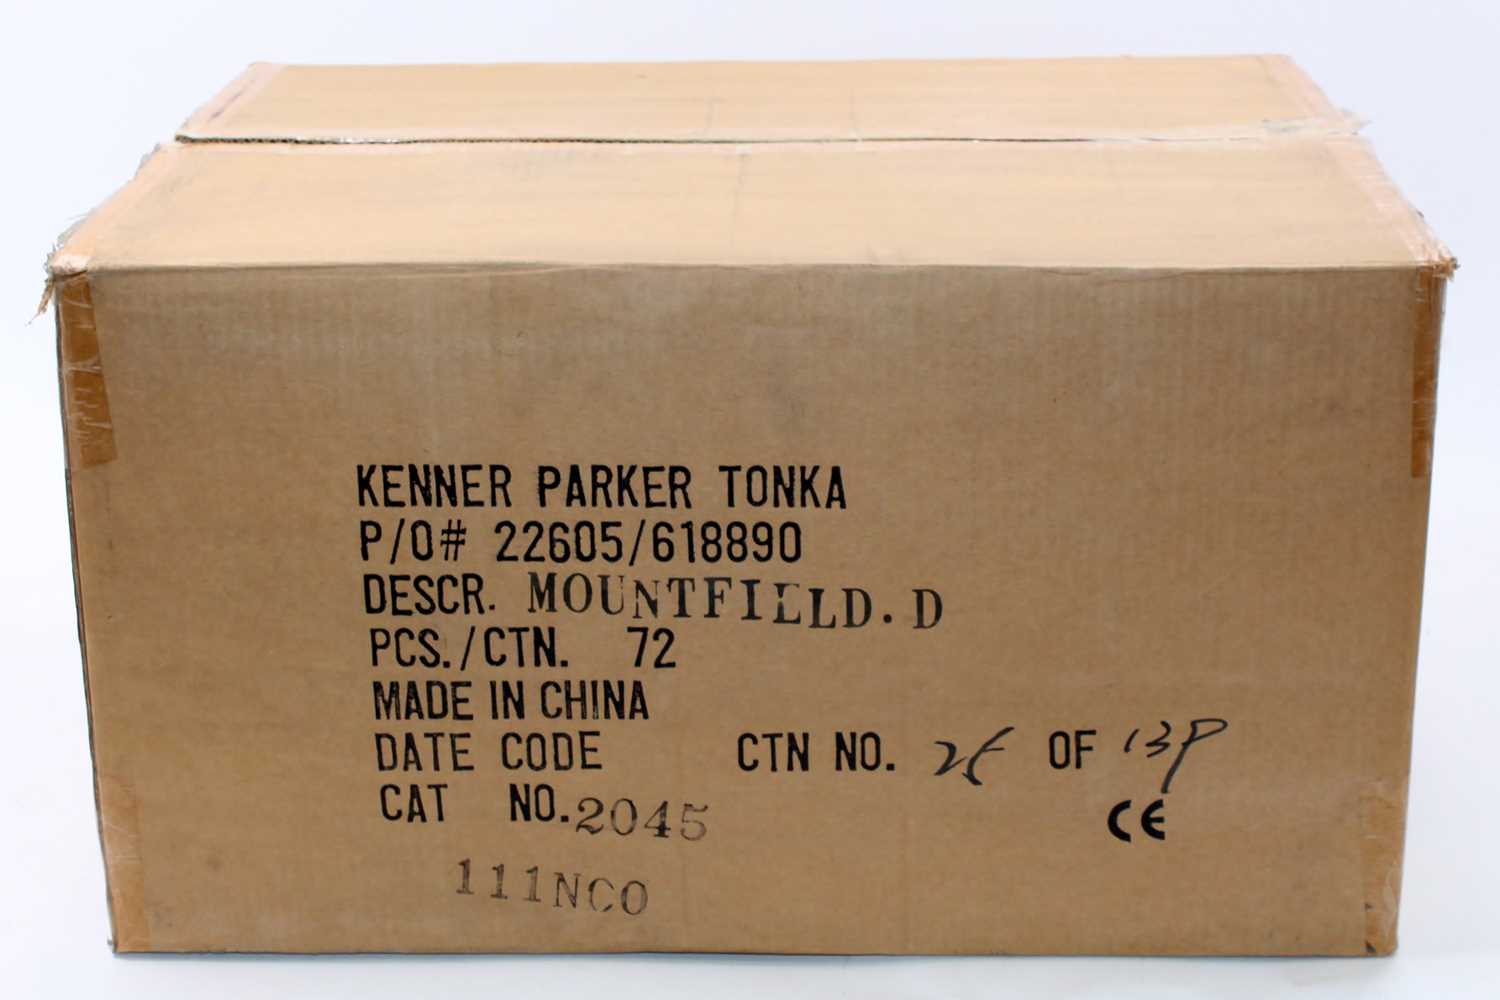 KENNER PARKER TONKA
P/O# 22605/618890
DESCR. MOUNTFIELD.D
PCS./CTN. 72
MADE IN CHINA
DATE CODE CTN NO. OF
CAT NO. 2045
CE
111NCO